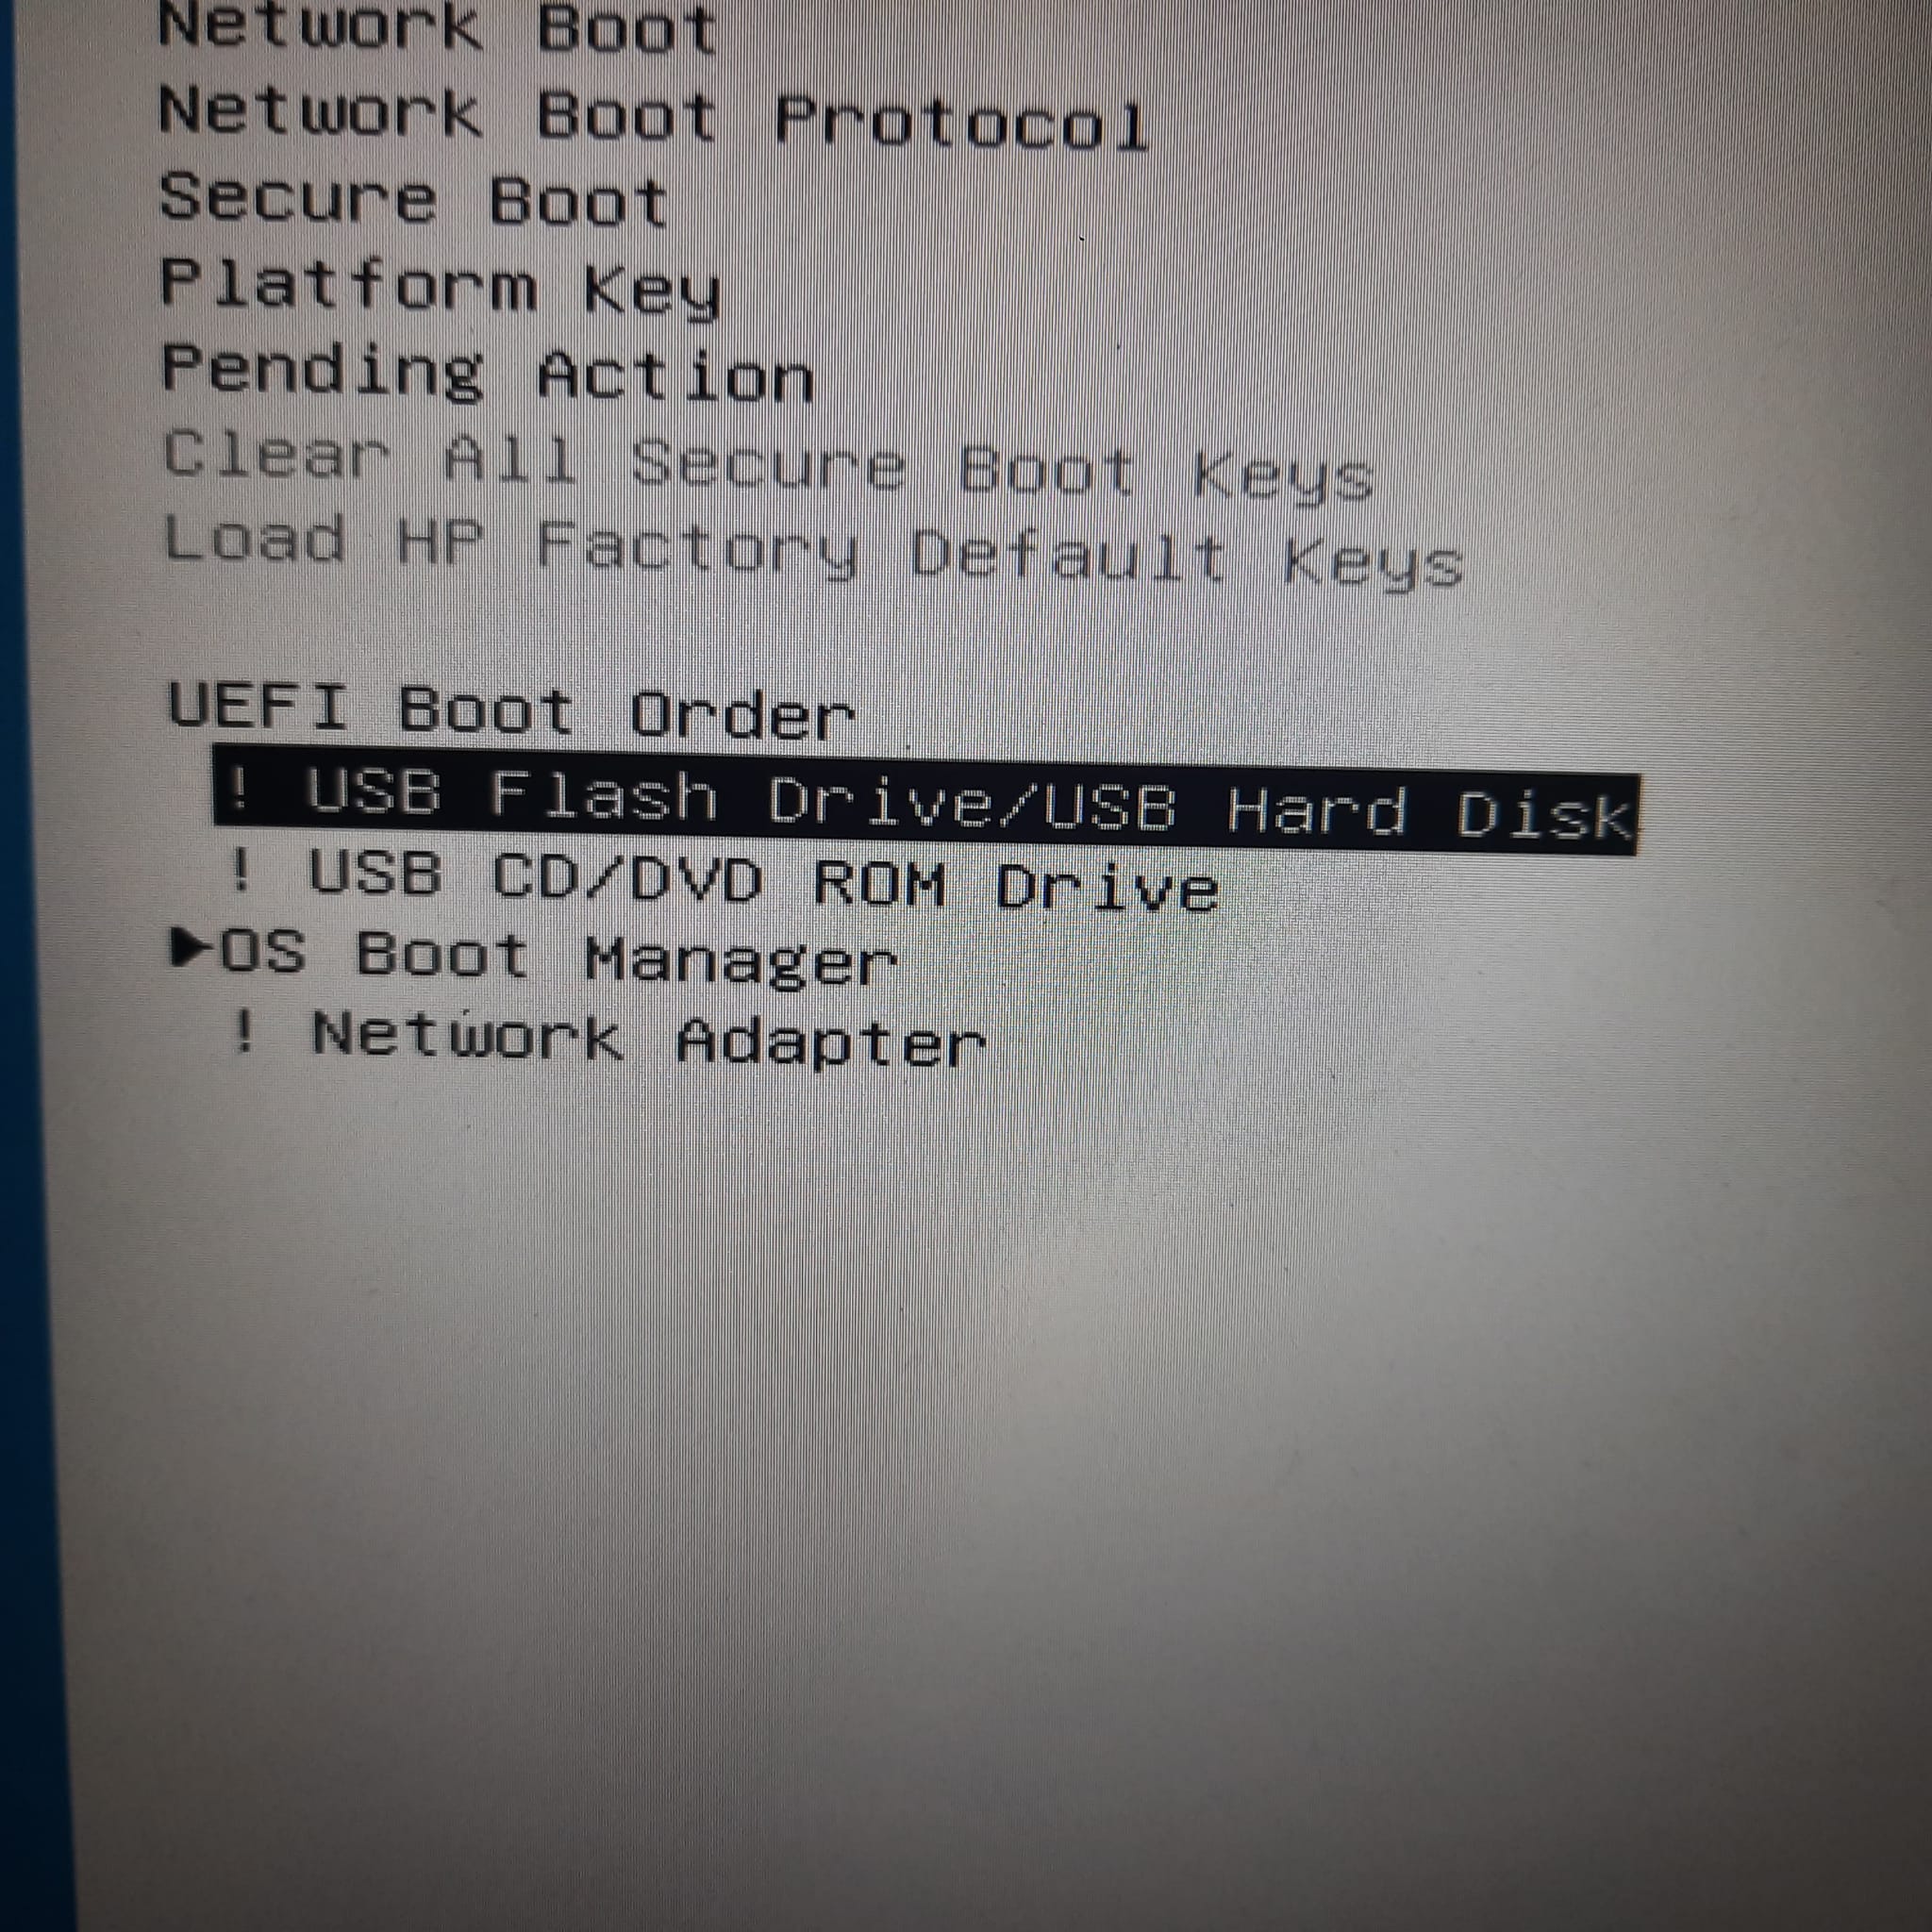 Network Boot
Network Boot Protocol
Secure Boot
Platform Key
Pending Action
Clear All Secure Boot Keys
Load HP Factory Default Keys
UEFI Boot Order
! USB Flash Drive/USB Hard Disk
! USB CD/DVD ROM Drive
▶OS Boot Manager
! Network Adapter